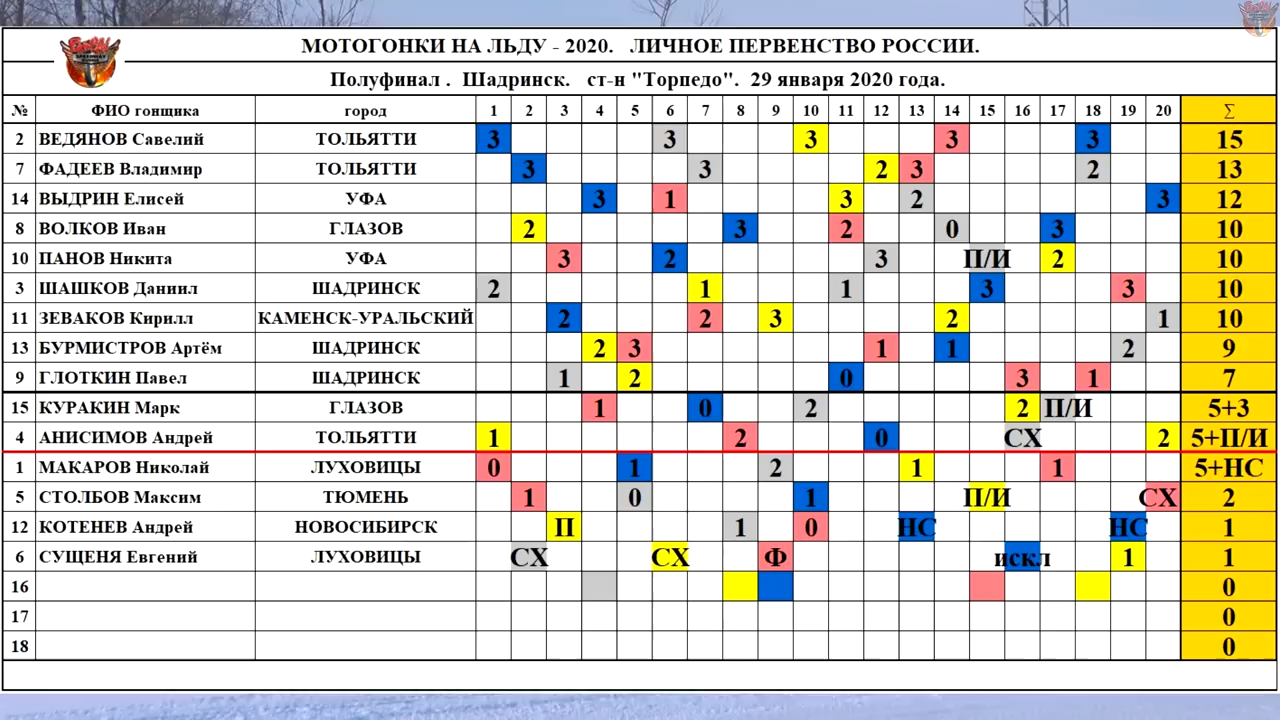 МОТОГОНКИ НА ЛЬДУ - 2020. ЛИЧНОЕ ПЕРВЕНСТВО РОССИИ.
Полуфинал . Шадринск. ст-н "Торпедо". 29 января 2020 года.
№ ФИО гонщика город 1 2 3 4 5 6 7 8 9 10 11 12 13 14 15 16 17 18 19 20 Σ
2 ВЕДЯНОВ Савелий ТОЛЬЯТТИ 3 3 3 3 3 15
7 ФАДЕЕВ Владимир ТОЛЬЯТТИ 3 3 2 3 2 13
14 ВЫДРИН Елисей УФА 3 1 3 2 3 12
8 ВОЛКОВ Иван ГЛАЗОВ 2 3 2 0 3 10
10 ПАНОВ Никита УФА 3 2 3 П/И 2 10
3 ШАШКОВ Даниил ШАДРИНСК 2 1 1 3 3 10
11 ЗЕВАКОВ Кирилл КАМЕНСК-УРАЛЬСКИЙ 2 2 3 2 1 10
13 БУРМИСТРОВ Артём ШАДРИНСК 2 3 1 1 2 9
9 ГЛОТКИН Павел ШАДРИНСК 1 2 0 3 1 7
15 КУРАКИН Марк ГЛАЗОВ 1 0 2 2 П/И 5+3
4 АНИСИМОВ Андрей ТОЛЬЯТТИ 1 2 0 СХ 2 5+П/И
1 МАКАРОВ Николай ЛУХОВИЦЫ 0 1 2 1 1 5+НС
5 СТОЛБОВ Максим ТЮМЕНЬ 1 0 1 П/И СХ 2
12 КОТЕНЕВ Андрей НОВОСИБИРСК П 1 0 НС НС 1
6 СУЩЕНЯ Евгений ЛУХОВИЦЫ СХ СХ Ф искл 1 1
16 0
17 0
18 0